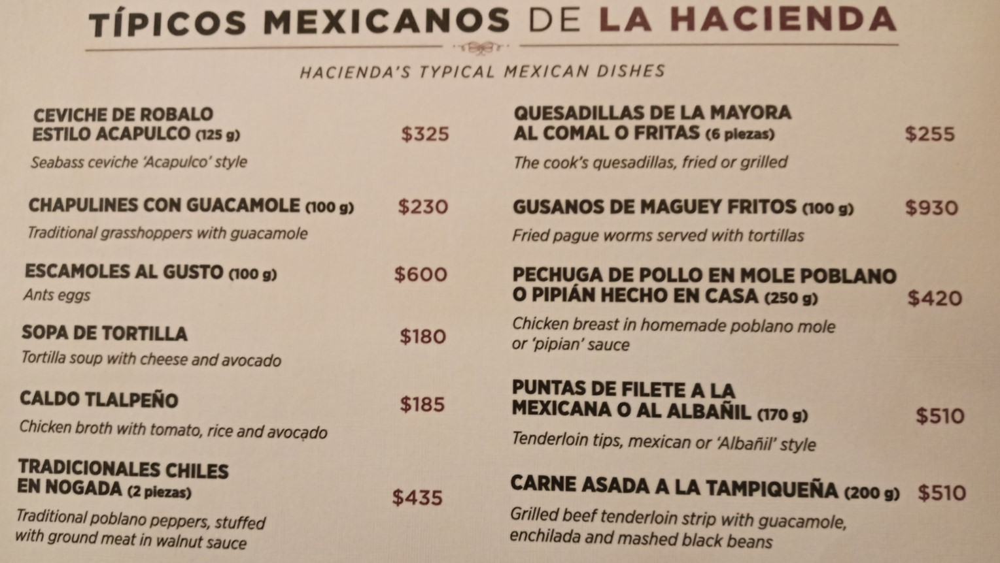 TÍPICOS MEXICANOS DE LA HACIENDA
HACIENDA'S TYPICAL MEXICAN DISHES
CEVICHE DE ROBALO
ESTILO ACAPULCO (125 g) $325
Seabass ceviche 'Acapulco' style
CHAPULINES CON GUACAMOLE (100 g) $230
Traditional grasshoppers with guacamole
ESCAMOLES AL GUSTO (100 g) $600
Ants eggs
SOPA DE TORTILLA $180
Tortilla soup with cheese and avocado
CALDO TLALPEÑO $185
Chicken broth with tomato, rice and avocado
TRADICIONALES CHILES
EN NOGADA (2 piezas) $435
Traditional poblano peppers, stuffed
with ground meat in walnut sauce
QUESADILLAS DE LA MAYORA
AL COMAL O FRITAS (6 piezas) $255
The cook's quesadillas, fried or grilled
GUSANOS DE MAGUEY FRITOS (100 g) $930
Fried pague worms served with tortillas
PECHUGA DE POLLO EN MOLE POBLANO
O PIPIÁN HECHO EN CASA (250 g) $420
Chicken breast in homemade poblano mole
or 'pipian' sauce
PUNTAS DE FILETE A LA
MEXICANA O AL ALBAÑIL (170 g) $510
Tenderloin tips, mexican or 'Albañil' style
CARNE ASADA A LA TAMPIQUEÑA (200 g) $510
Grilled beef tenderloin strip with guacamole,
enchilada and mashed black beans